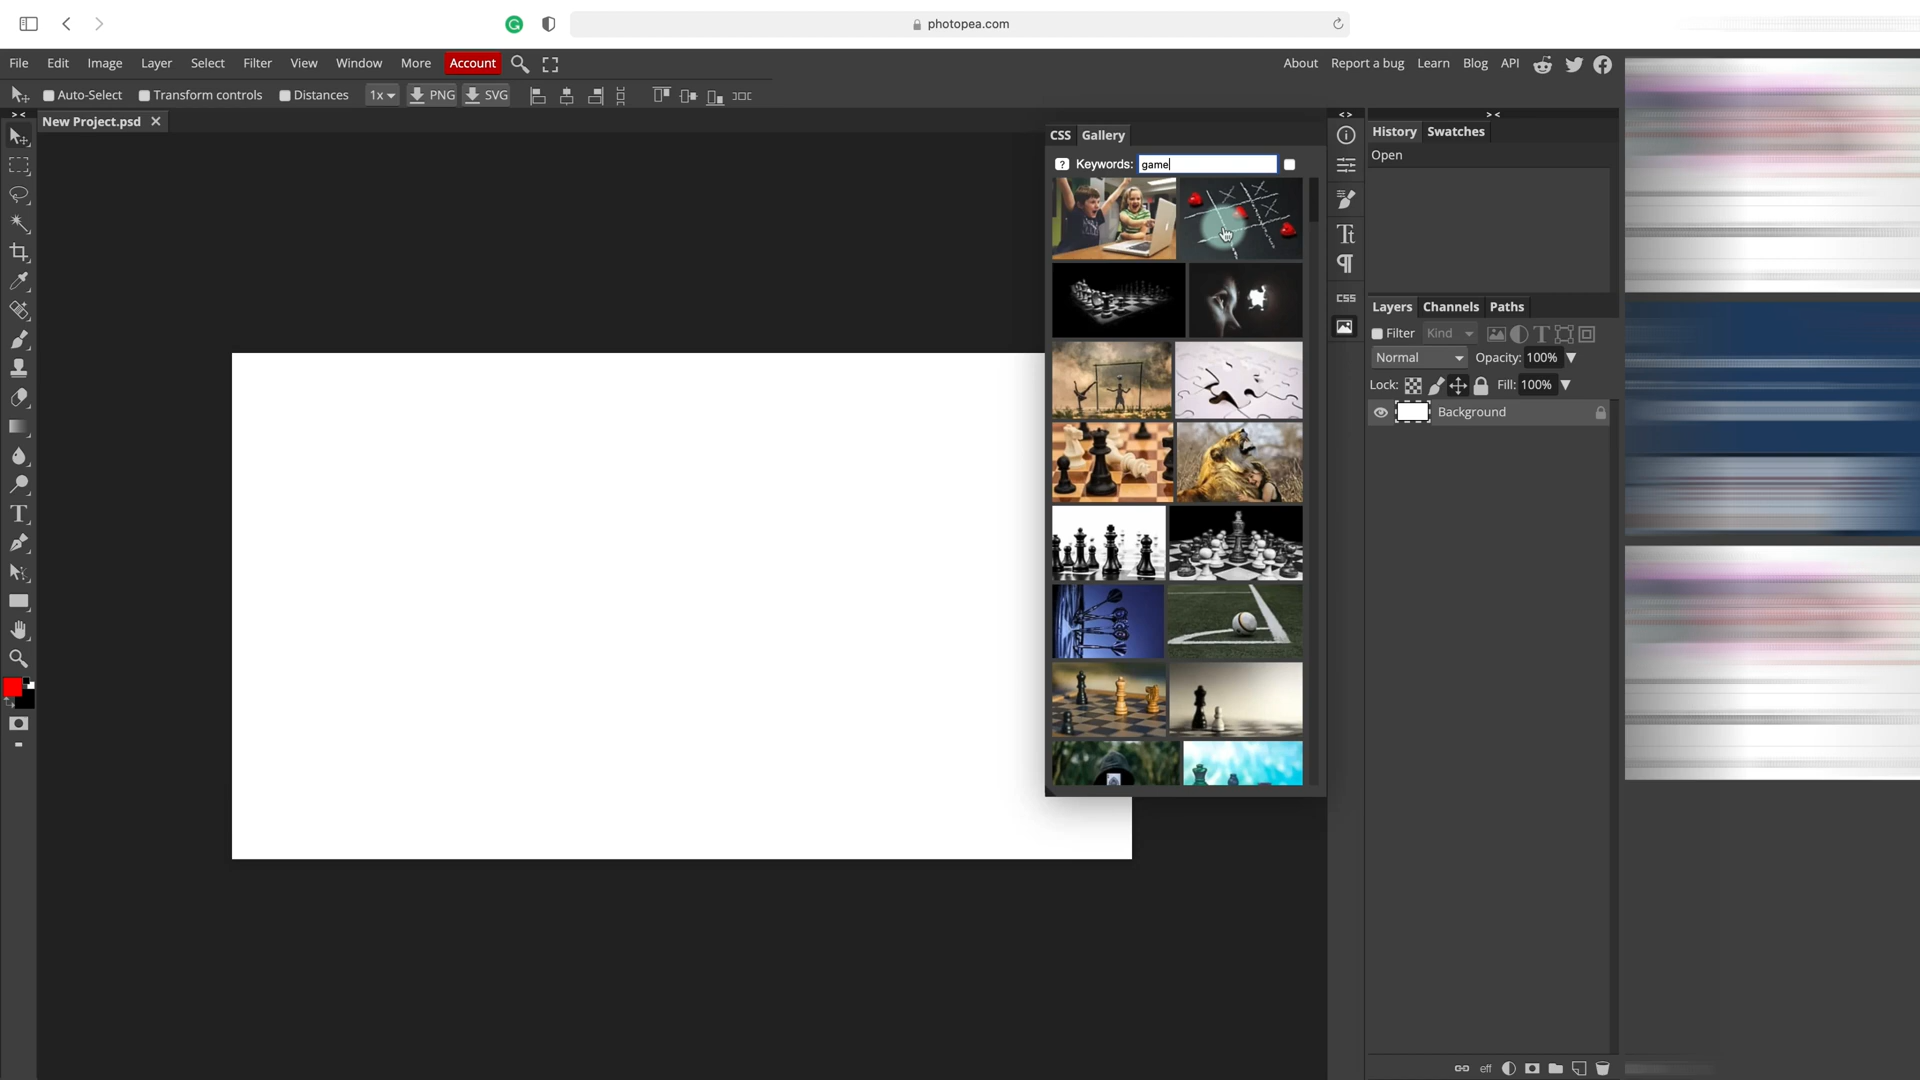 photopea.com
File Edit Image Layer Select Filter View Window More Account About Report a bug Learn Blog API
Auto-Select Transform controls Distances 1x PNG SVG
New Project.psd
CSS Gallery
? Keywords: game
History Swatches
Open
CSS
Layers Channels Paths
Filter Kind
Normal Opacity: 100%
Lock: Fill: 100%
Background
eff